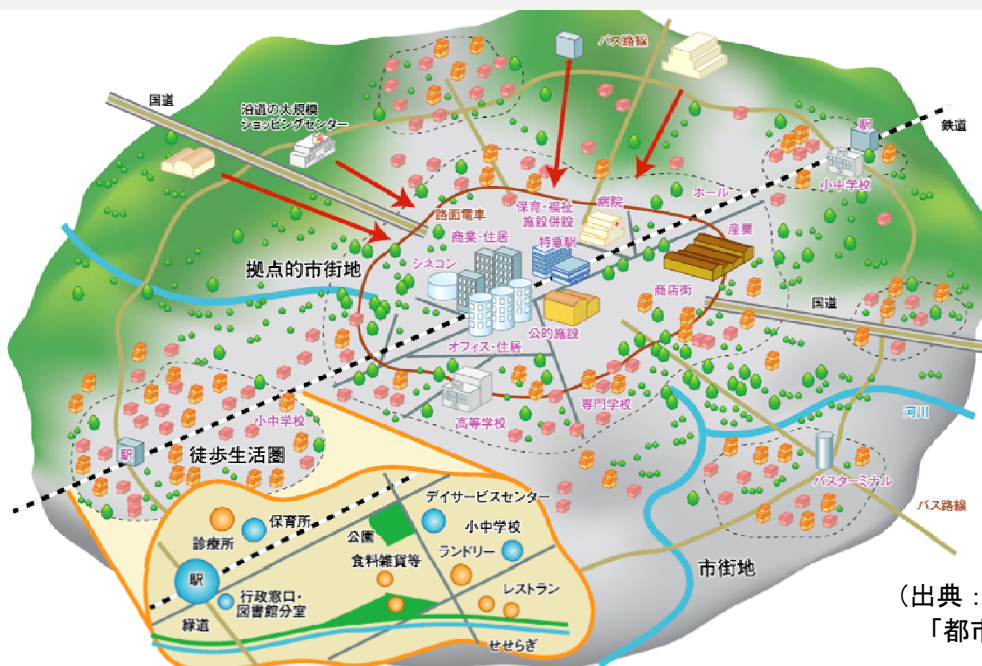 バス路線
国道
沿道の大規模
ショッピングセンター
駅
鉄道
小中学校
ホール
病院
保育・福祉
施設併設
路面電車
特急駅
商業・住居
産業
シネコン
拠点的市街地
商店街
国道
公的施設
オフィス・住居
専門学校
高等学校
河川
小中学校
駅
徒歩生活圏
バスターミナル
バス路線
デイサービスセンター
保育所
診療所
公園
小中学校
食料雑貨等
ランドリー
駅
レストラン
行政窓口・
図書館分室
緑道
せせらぎ
市街地
（出典：
「都市